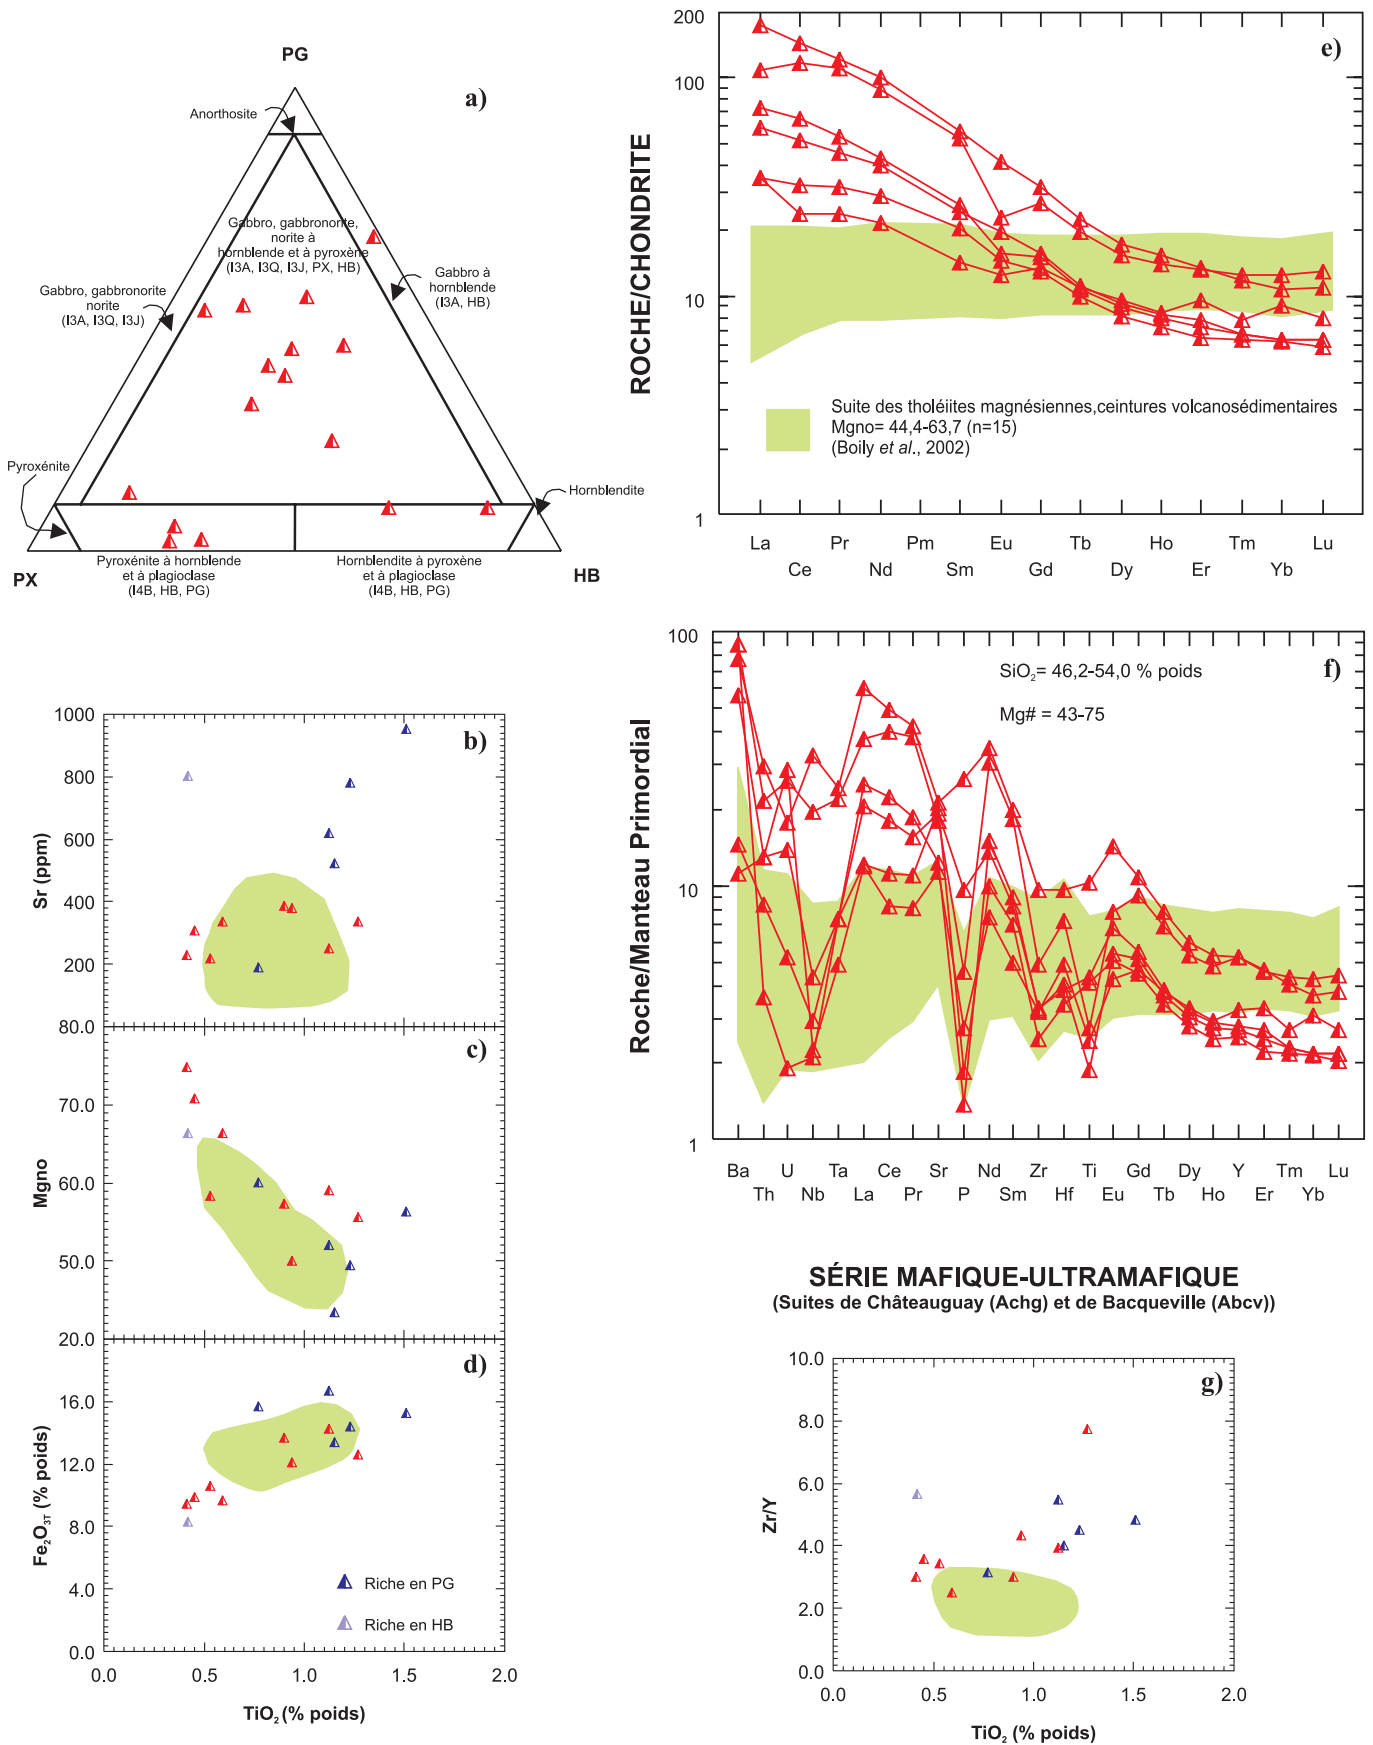 a)
PG
Anorthosite
Gabbro, gabbronorite,
norite à
hornblende et à pyroxène
(I3A, I3Q, I3J, PX, HB)
Gabbro, gabbronorite
norite
(I3A, I3Q, I3J)
Gabbro à
hornblende
(I3A, HB)
Pyroxénite
Hornblendite
PX
HB
Pyroxénite à hornblende
et à plagioclase
(I4B, HB, PG)
Hornblendite à pyroxène
et à plagioclase
(I4B, HB, PG)
e)
ROCHE/CHONDRITE
200
100
10
1
Suite des tholéiites magnésiennes,ceintures volcanosédimentaires
Mgno= 44,4-63,7 (n=15)
(Boily et al., 2002)
La Pr Pm Eu Tb Ho Tm Lu
Ce Nd Sm Gd Dy Er Yb
f)
Roche/Manteau Primordial
100
10
1
SiO2= 46,2-54,0 % poids
Mg# = 43-75
Ba U Ta Ce Sr Nd Zr Ti Gd Dy Y Tm Lu
Th Nb La Pr P Sm Hf Eu Tb Ho Er Yb
b)
Sr (ppm)
1000
800
600
400
200
80.0
c)
Mgno
70.0
60.0
50.0
20.0
d)
Fe2O3T (% poids)
16.0
12.0
8.0
4.0
0.0
Riche en PG
Riche en HB
0.0 0.5 1.0 1.5 2.0
TiO2 (% poids)
SÉRIE MAFIQUE-ULTRAMAFIQUE
(Suites de Châteauguay (Achg) et de Bacqueville (Abcv))
g)
Zr/Y
10.0
8.0
6.0
4.0
2.0
0.0
0.0 0.5 1.0 1.5 2.0
TiO2 (% poids)